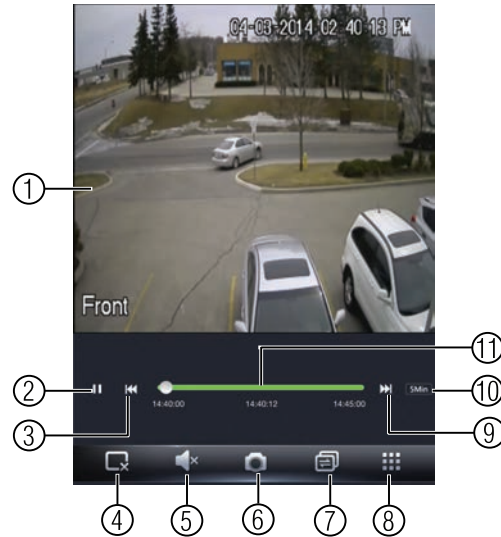 04-03-2014 02 40 13 PM
①
Front
⑪
②
5Min
⑩
14:40:00 14:40:12 14:45:00
③
⑨
④ ⑤ ⑥ ⑦ ⑧